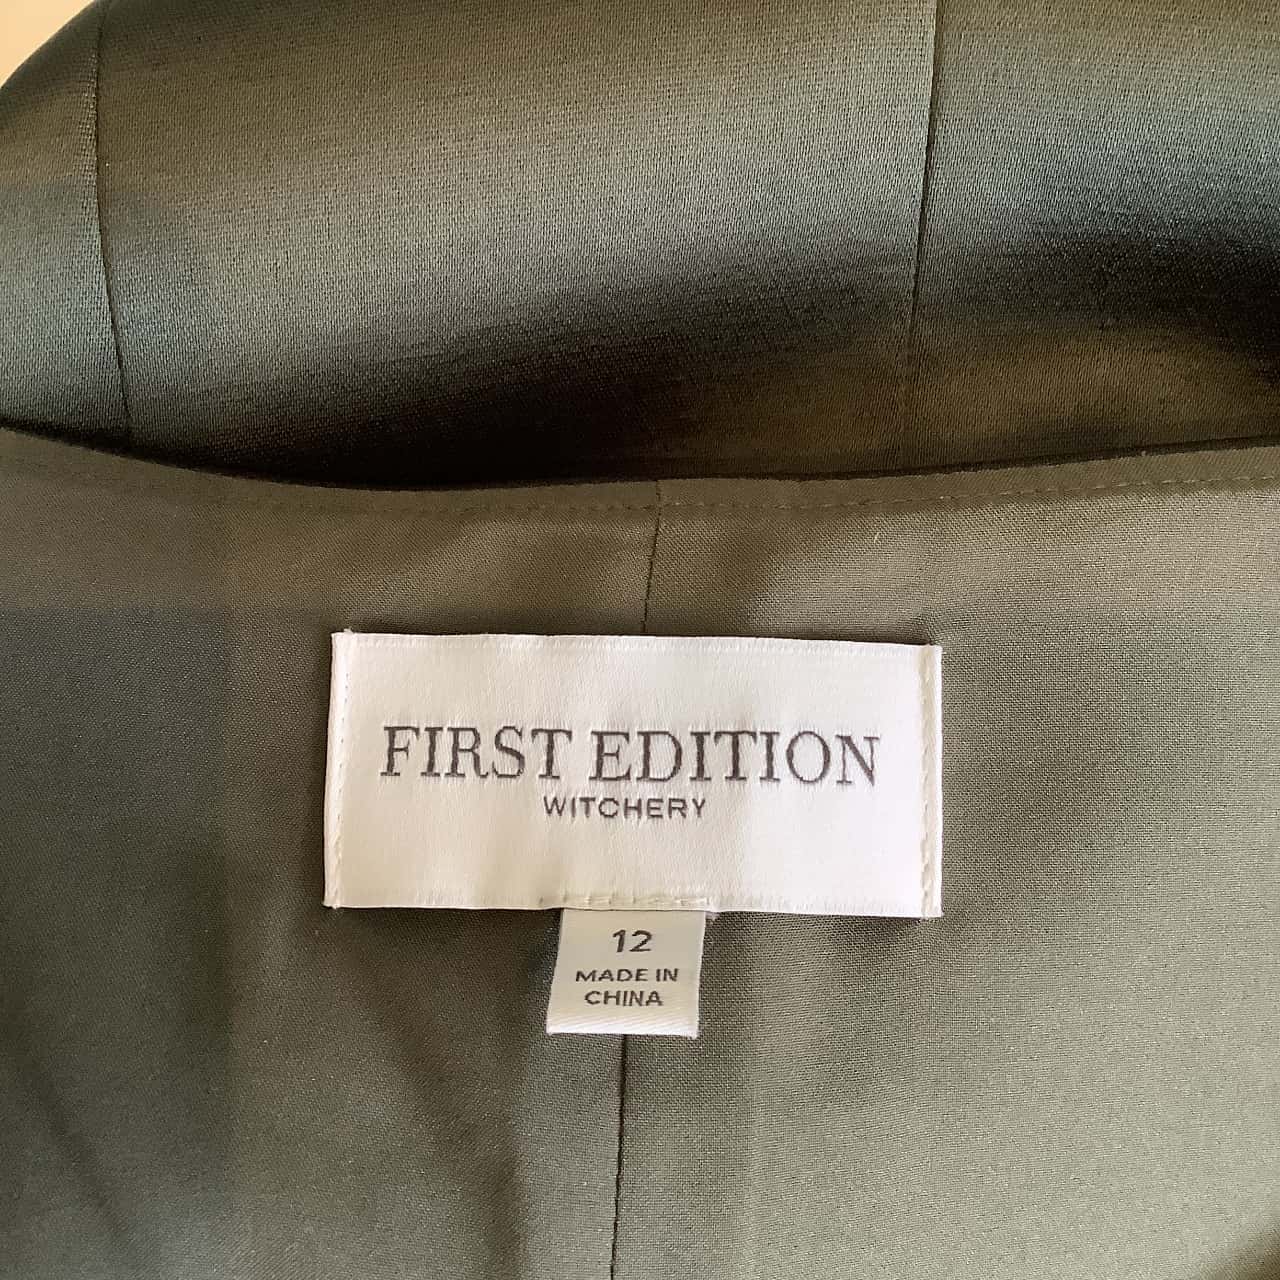 FIRST EDITION
WITCHERY
12
MADE IN
CHINA